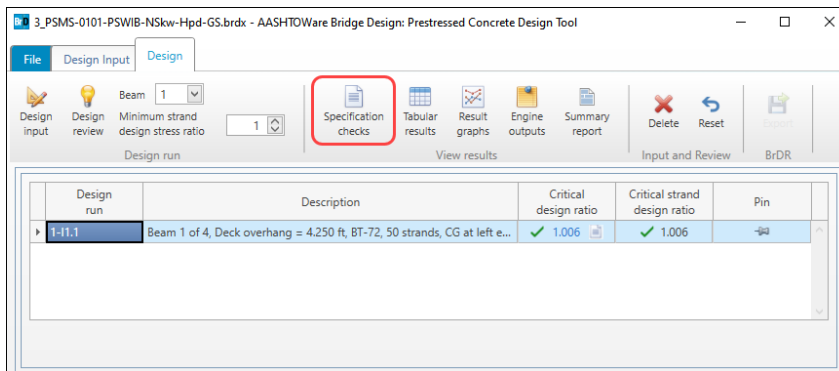 BrD 3_PSMS-0101-PSWIB-NSkw-Hpd-GS.brdx - AASHTOWare Bridge Design: Prestressed Concrete Design Tool
File Design Input Design
Design input
Design review
Beam 1
Minimum strand design stress ratio 1
Specification checks
Tabular results
Result graphs
Engine outputs
Summary report
Delete
Reset
Export
Design run
View results
Input and Review
BrDR
Design run
Description
Critical design ratio
Critical strand design ratio
Pin
1-I1.1 Beam 1 of 4, Deck overhang = 4.250 ft, BT-72, 50 strands, CG at left e... 1.006 1.006